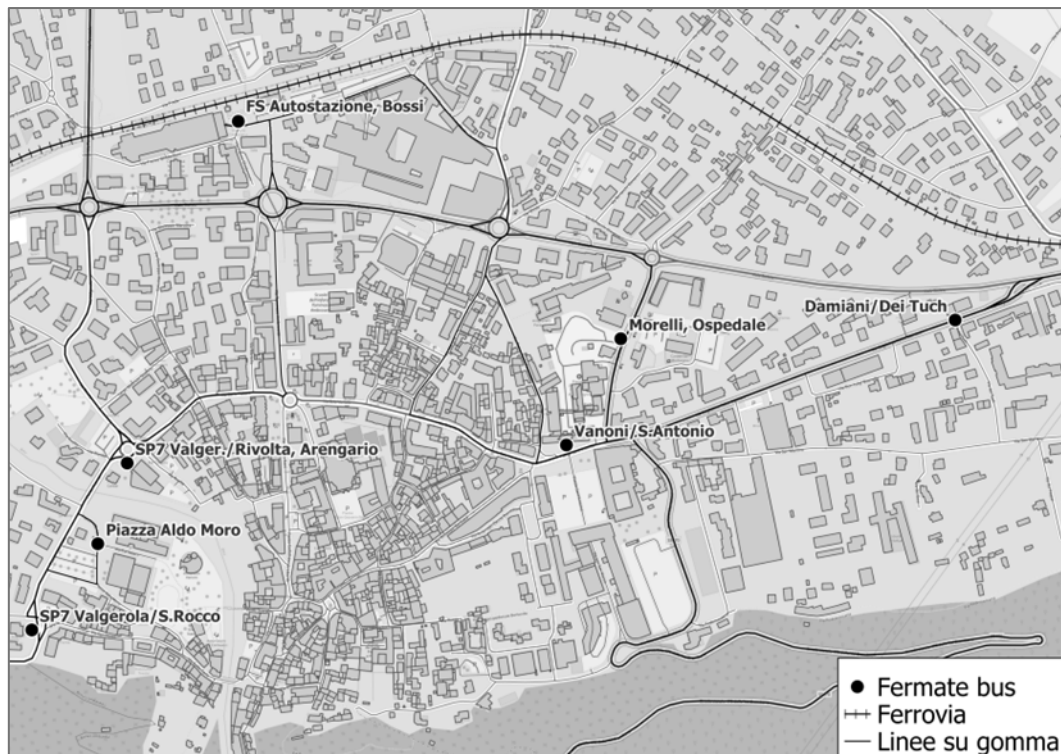 FS Autostazione, Bossi
Damiani/Dei Tuch
Morelli, Ospedale
Vanoni/S.Antonio
SP7 Valger./Rivolta, Arengario
Piazza Aldo Moro
SP7 Valgerola/S.Rocco
Fermate bus
Ferrovia
Linee su gomma